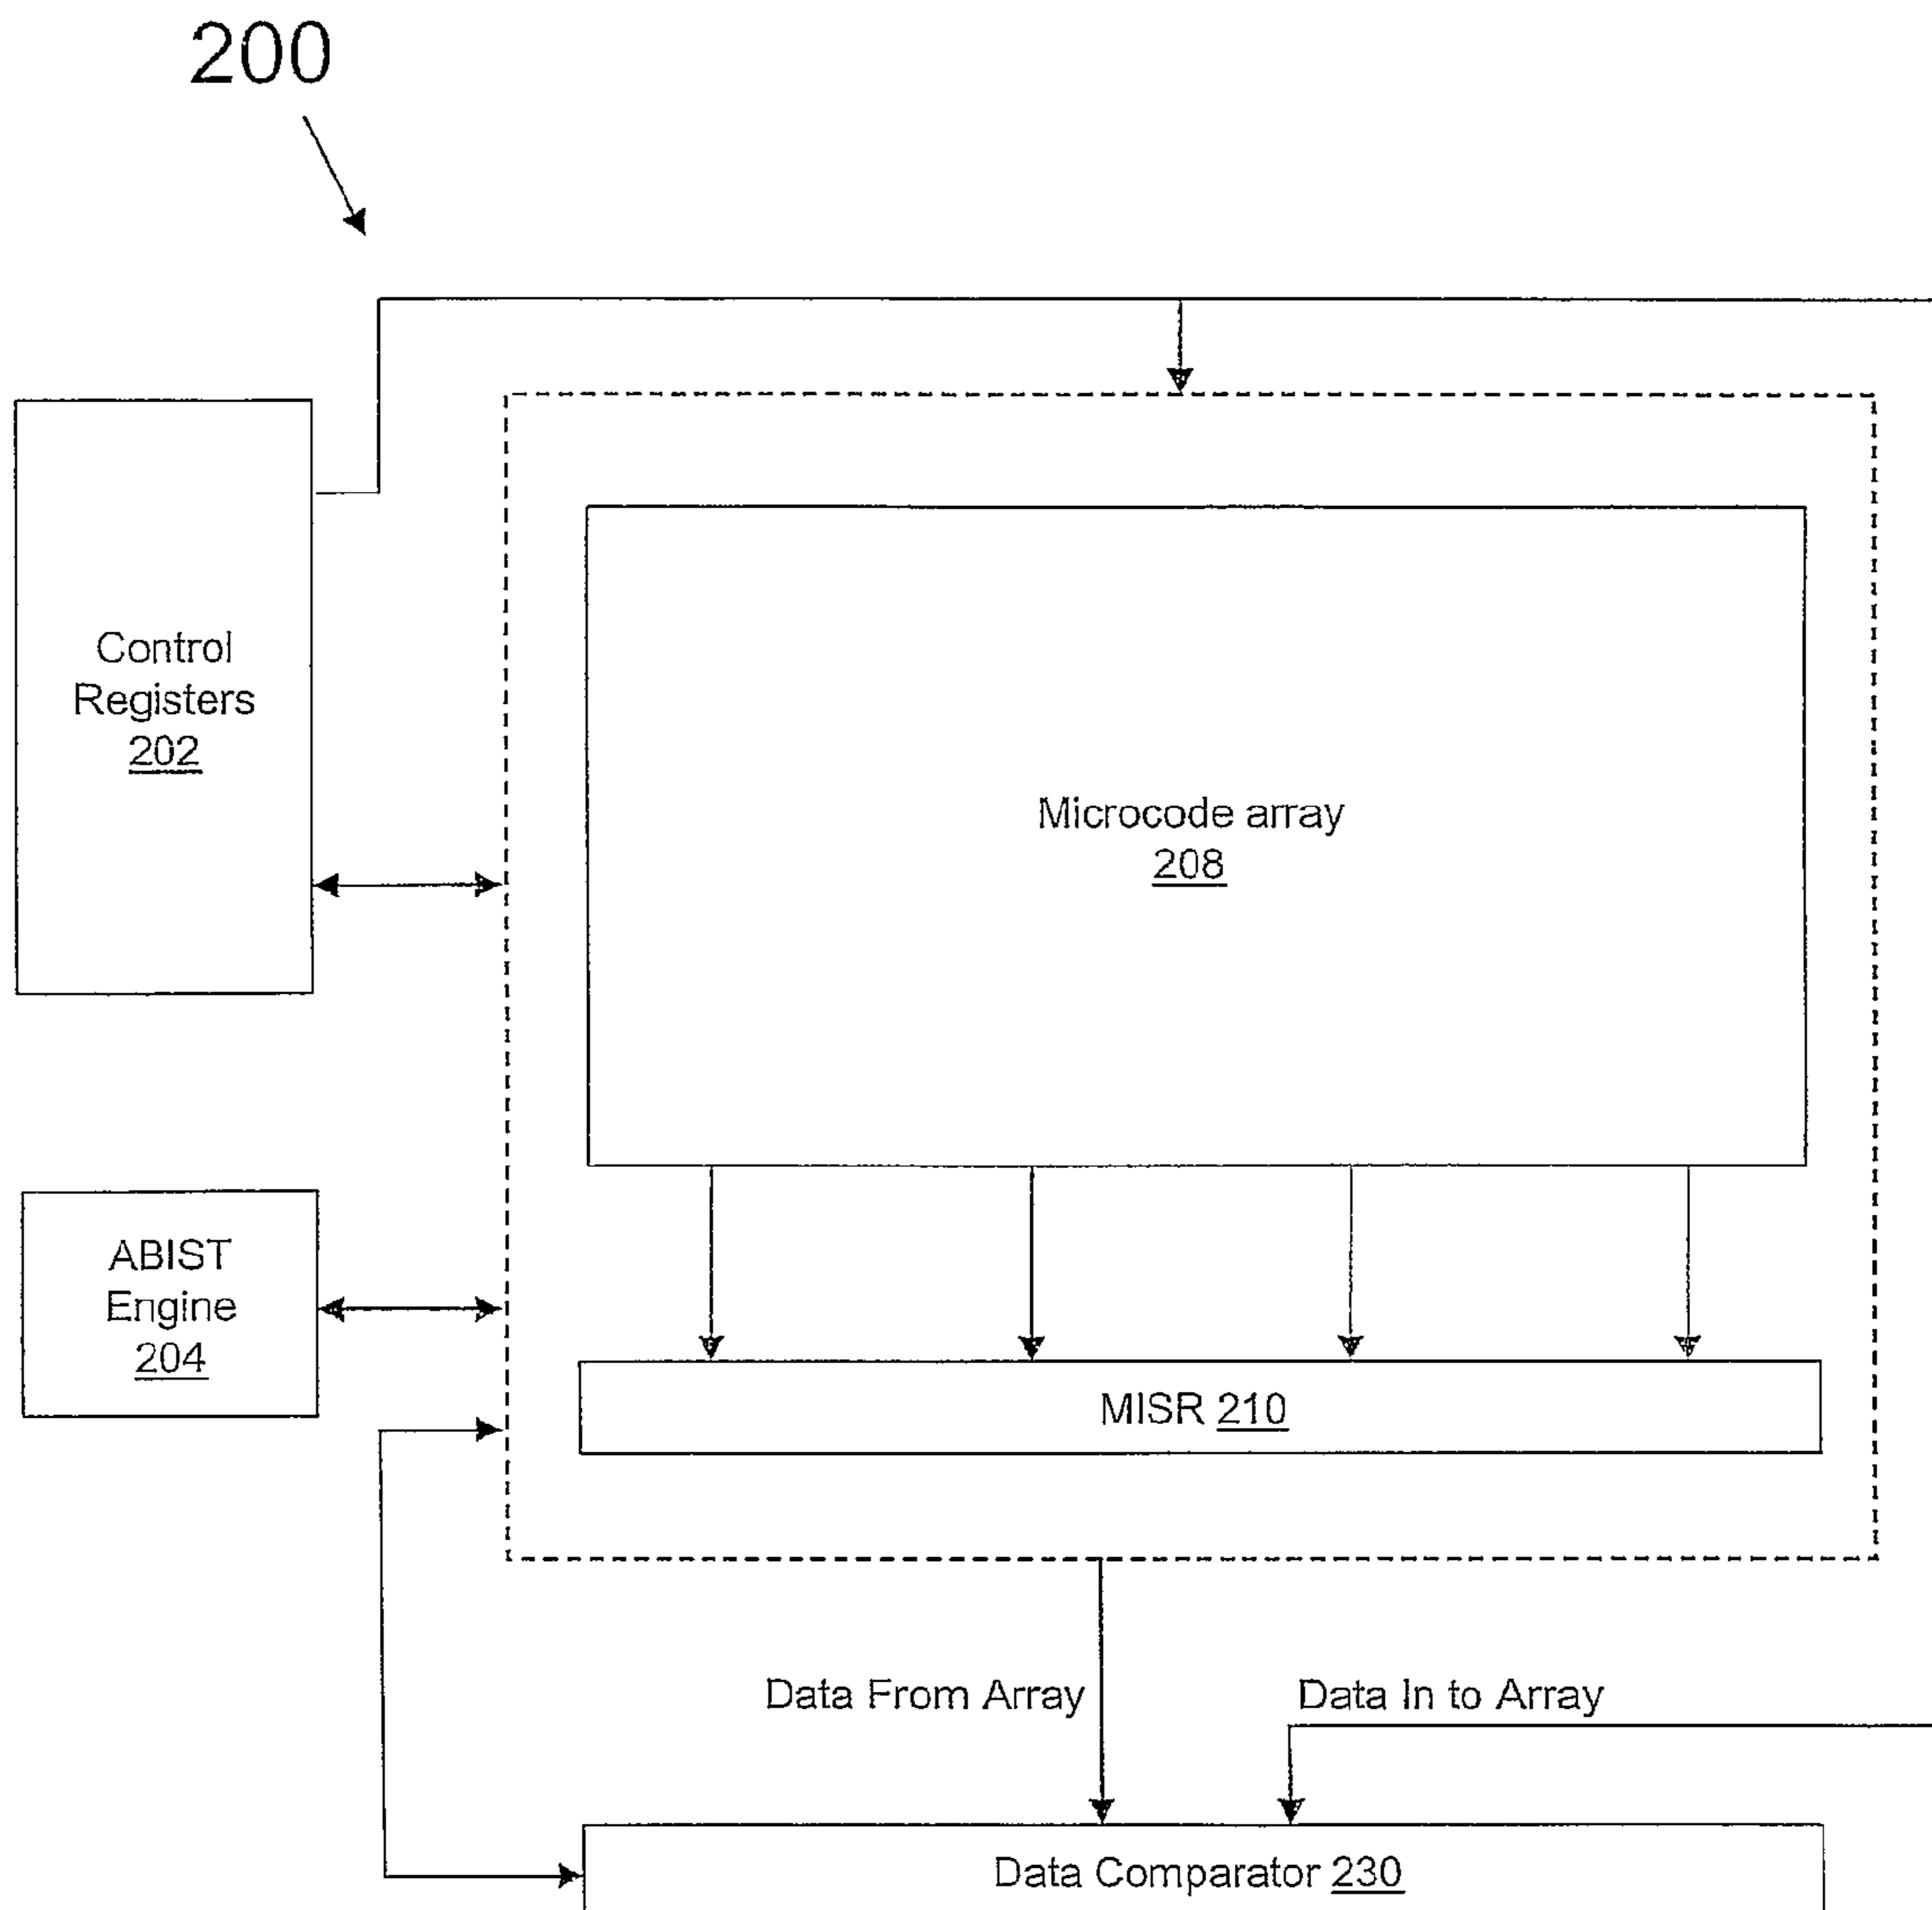 200
Control
Registers
202
Microcode array
208
ABIST
Engine
204
MISR 210
Data From Array
Data In to Array
Data Comparator 230